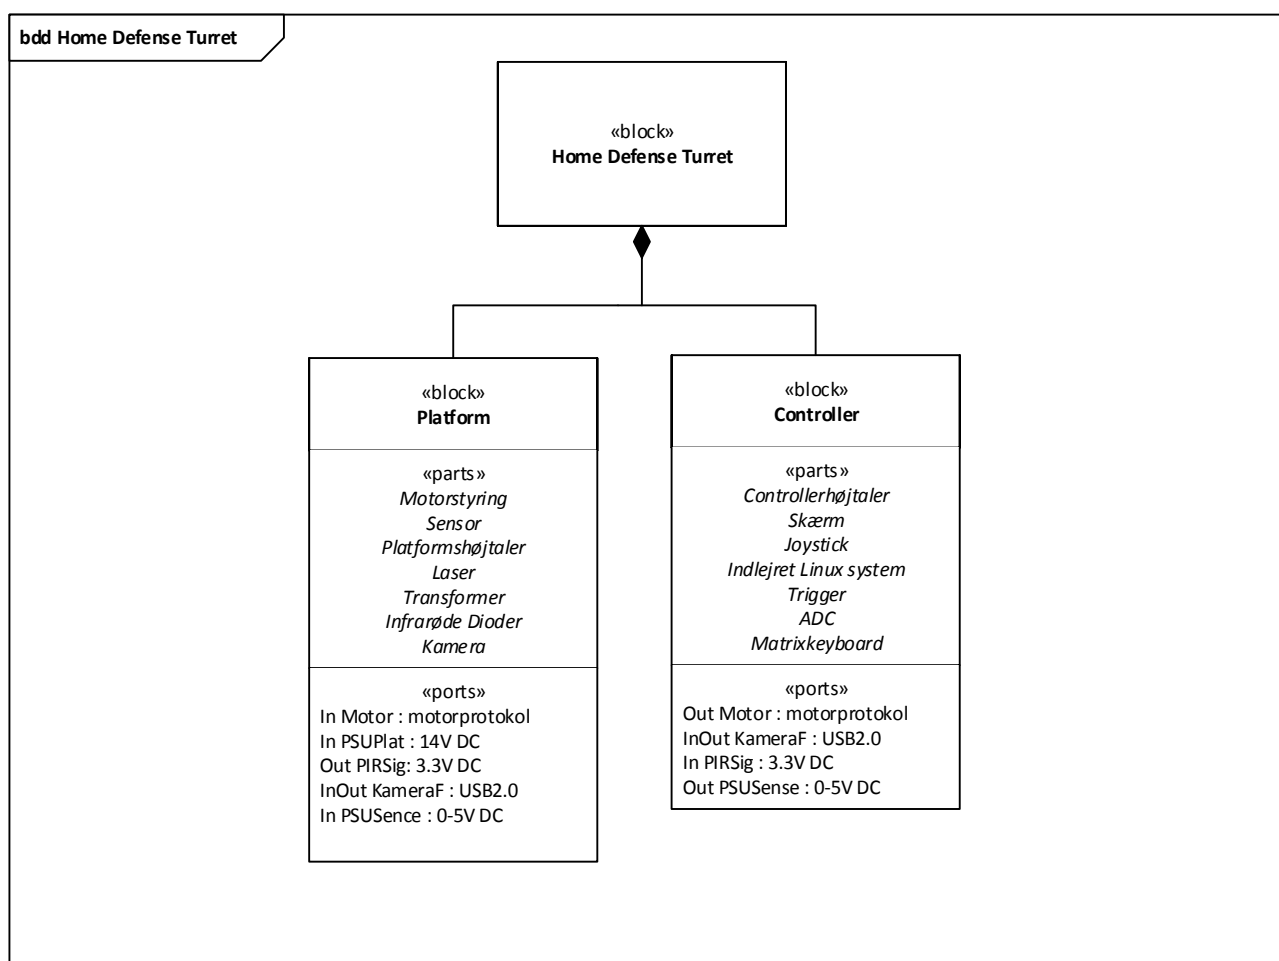 bdd Home Defense Turret
«block»
Home Defense Turret
«block»
Platform
«parts»
Motorstyring
Sensor
Platformshøjtaler
Laser
Transformer
Infrarøde Dioder
Kamera
«ports»
In Motor : motorprotokol
In PSUPlat : 14V DC
Out PIRSig: 3.3V DC
InOut KameraF : USB2.0
In PSUSence : 0-5V DC
«block»
Controller
«parts»
Controllerhøjtaler
Skærm
Joystick
Indlejret Linux system
Trigger
ADC
Matrixkeyboard
«ports»
Out Motor : motorprotokol
InOut KameraF : USB2.0
In PIRSig : 3.3V DC
Out PSUSense : 0-5V DC